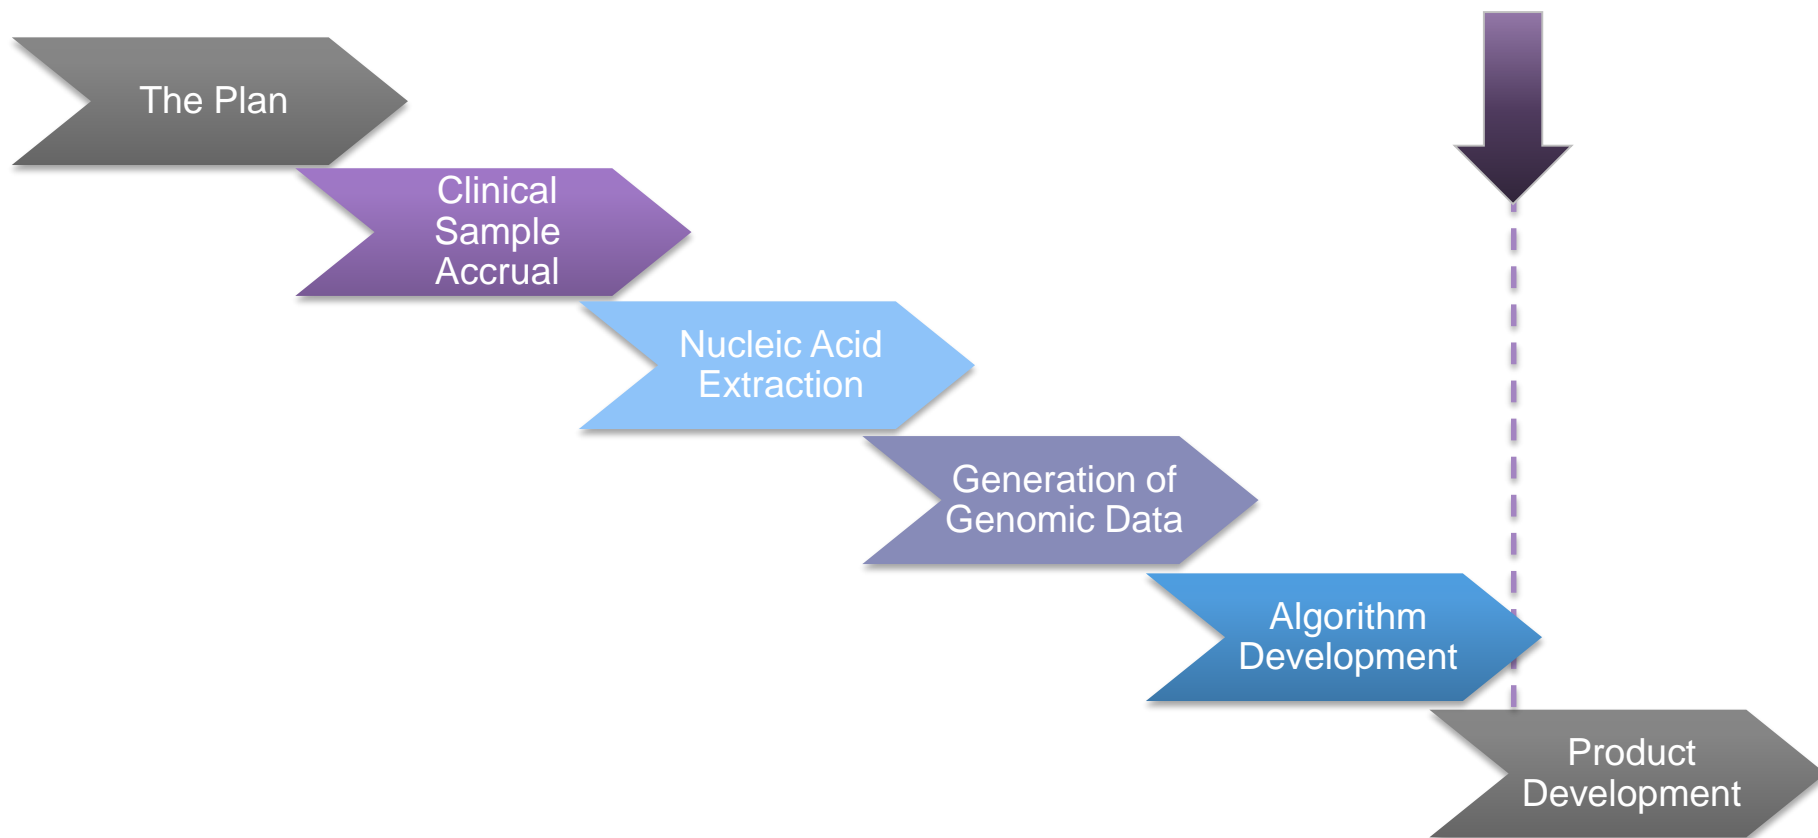 The Plan
Clinical
Sample
Accrual
Nucleic Acid
Extraction
Generation of
Genomic Data
Algorithm
Development
Product
Development